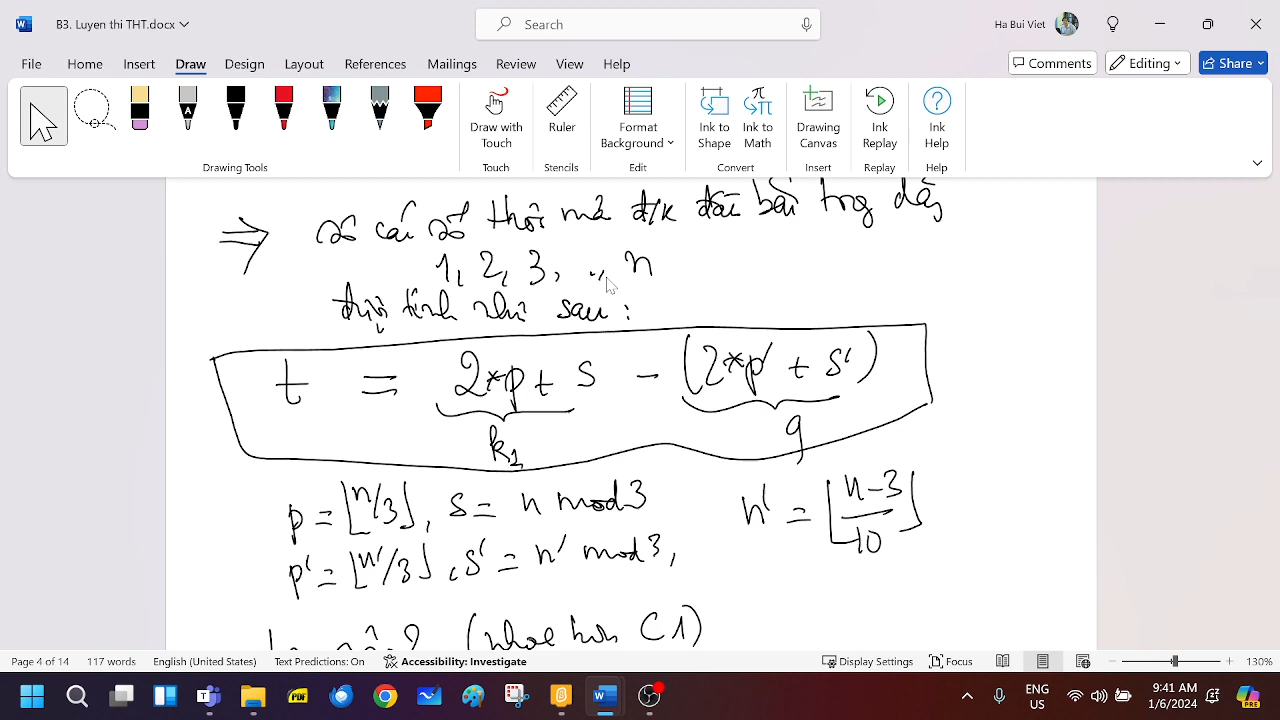 B3. Luyen thi THT.docx
Search
Ha Bui Viet
File Home Insert Draw Design Layout References Mailings Review View Help
Comments Editing Share
A
Draw with Touch
Ruler
Format Background
Ink to Shape
Ink to Math
Drawing Canvas
Ink Replay
Ink Help
Drawing Tools
Touch
Stencils
Edit
Convert
Insert
Replay
Help
⇒ số cái số thỏa mãn đ/k đầu bài trong dãy
1, 2, 3, ..., n
được tính như sau:
t = 2*p + s - (2*p' + s')
k1 q
p = ⌊n/3⌋, s = n mod 3 n' = ⌊(n-3)/10⌋
p' = ⌊n'/3⌋, s' = n' mod 3,
(C1)
Page 4 of 14 117 words English (United States) Text Predictions: On Accessibility: Investigate Display Settings Focus 130%
ENG US
9:41 AM
1/6/2024
PRE